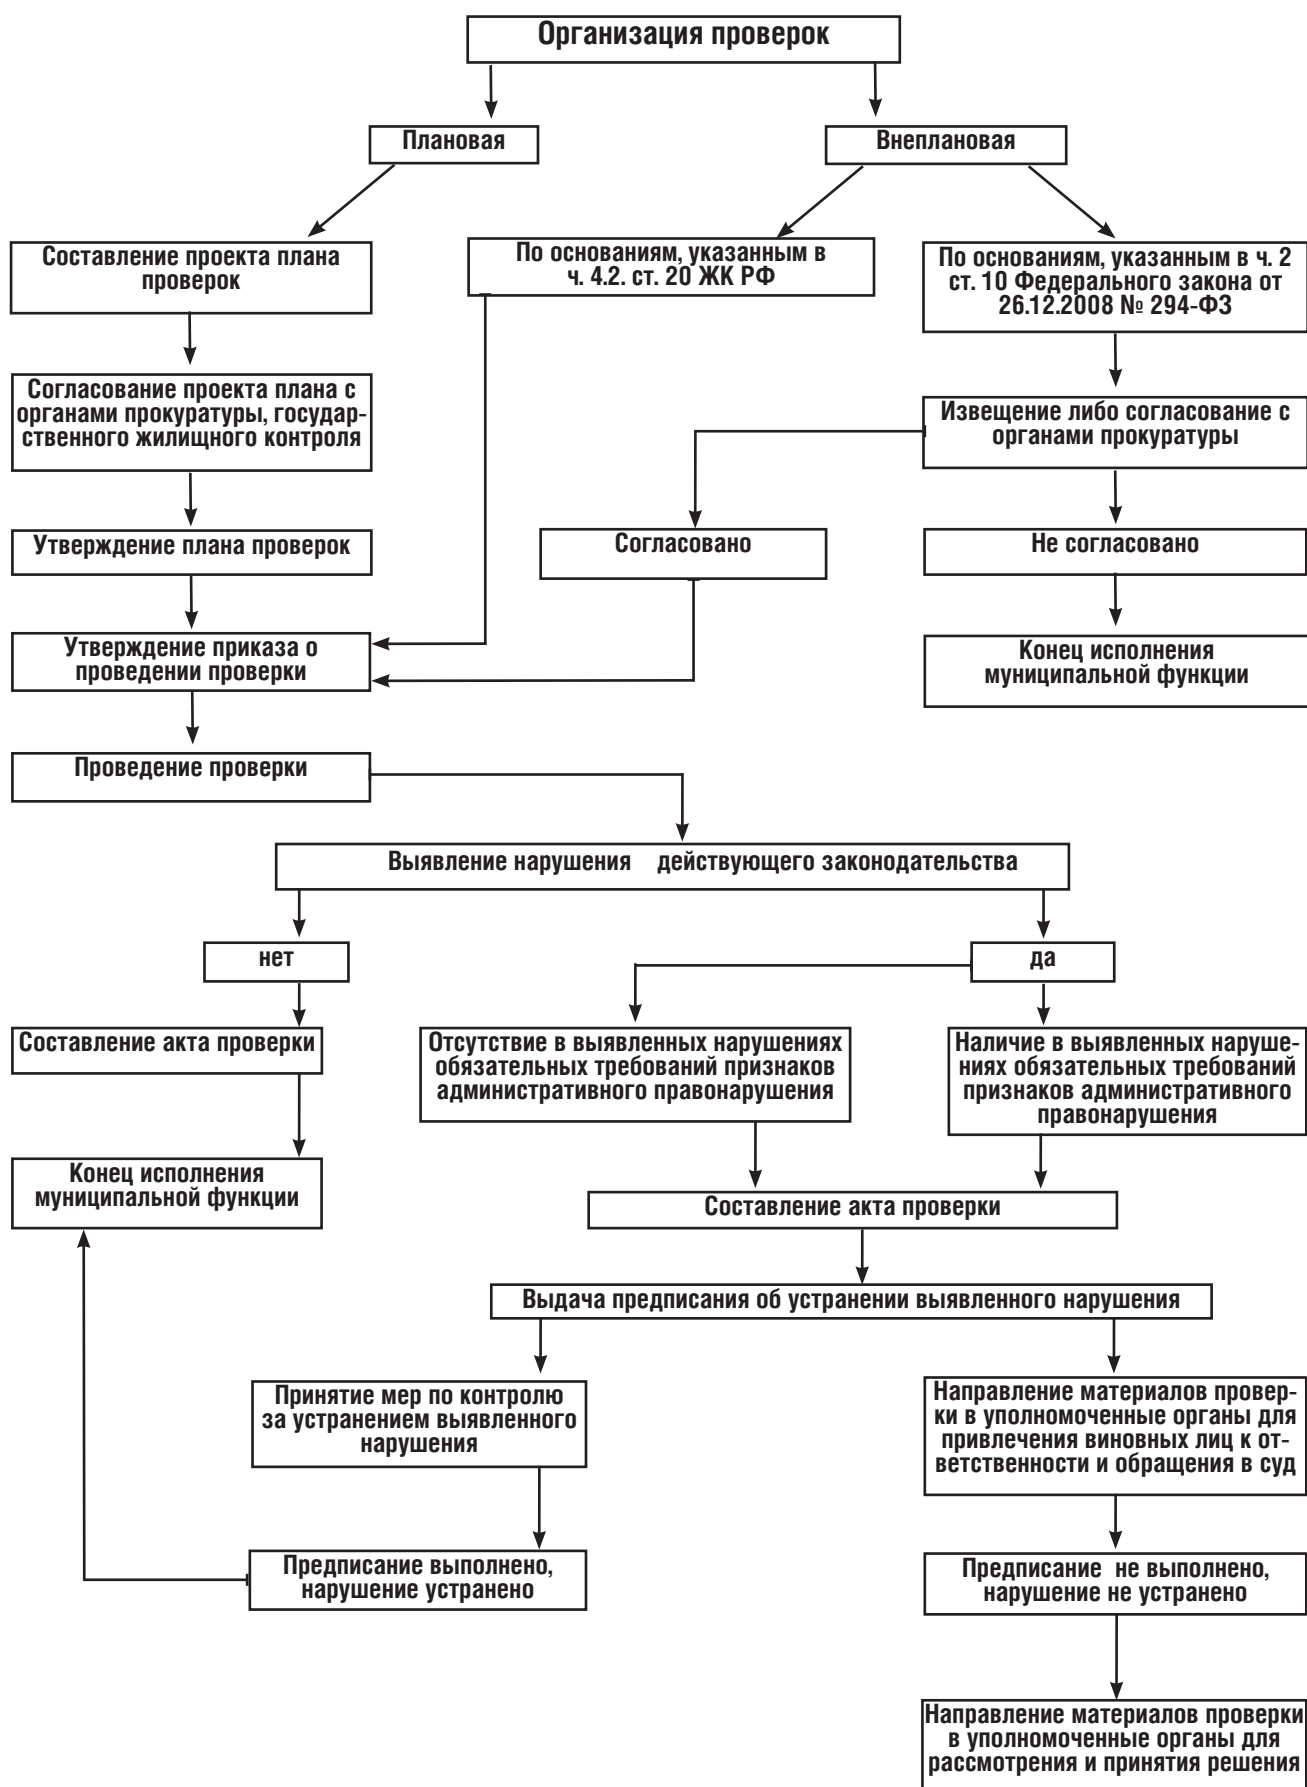 Организация проверок
Плановая
Внеплановая
Составление проекта плана
проверок
По основаниям, указанным в
ч. 4.2. ст. 20 ЖК РФ
По основаниям, указанным в ч. 2
ст. 10 Федерального закона от
26.12.2008 № 294-ФЗ
Согласование проекта плана с
органами прокуратуры, государ-
ственного жилищного контроля
Извещение либо согласование с
органами прокуратуры
Утверждение плана проверок
Согласовано
Не согласовано
Утверждение приказа о
проведении проверки
Конец исполнения
муниципальной функции
Проведение проверки
Выявление нарушения действующего законодательства
нет
да
Составление акта проверки
Отсутствие в выявленных нарушениях
обязательных требований признаков
административного правонарушения
Наличие в выявленных наруше-
ниях обязательных требований
признаков административного
правонарушения
Конец исполнения
муниципальной функции
Составление акта проверки
Выдача предписания об устранении выявленного нарушения
Принятие мер по контролю
за устранением выявленного
нарушения
Направление материалов провер-
ки в уполномоченные органы для
привлечения виновных лиц к от-
ветственности и обращения в суд
Предписание выполнено,
нарушение устранено
Предписание не выполнено,
нарушение не устранено
Направление материалов проверки
в уполномоченные органы для
рассмотрения и принятия решения